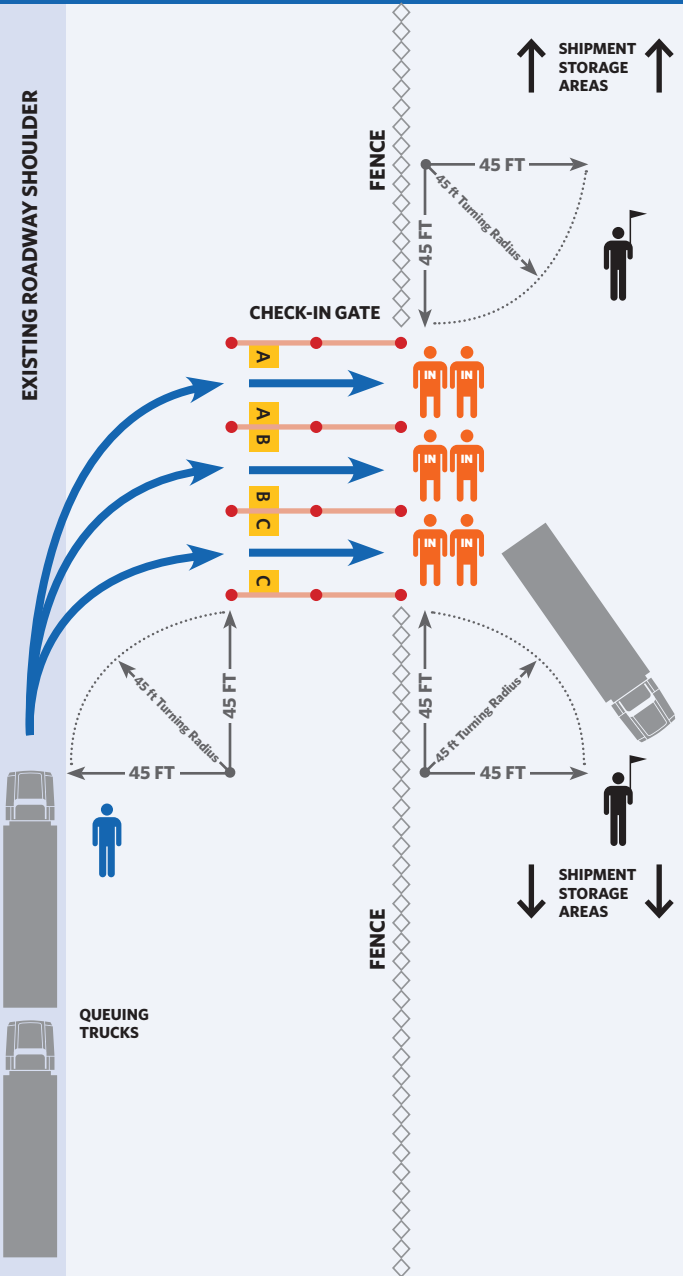 SHIPMENT
STORAGE
AREAS
EXISTING ROADWAY SHOULDER
FENCE
45 FT
45 ft Turning Radius
45 FT
CHECK-IN GATE
A
IN IN
A
B
IN IN
B
C
IN IN
C
45 ft Turning Radius
45 FT
45 FT
45 FT
45 ft Turning Radius
45 FT
SHIPMENT
STORAGE
AREAS
FENCE
QUEUING
TRUCKS